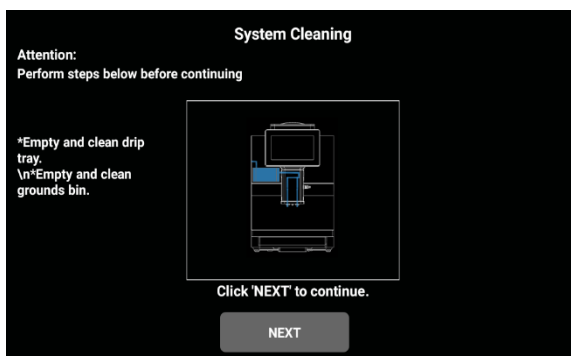 System Cleaning
Attention:
Perform steps below before continuing
*Empty and clean drip
tray.
\n*Empty and clean
grounds bin.
Click 'NEXT' to continue.
NEXT